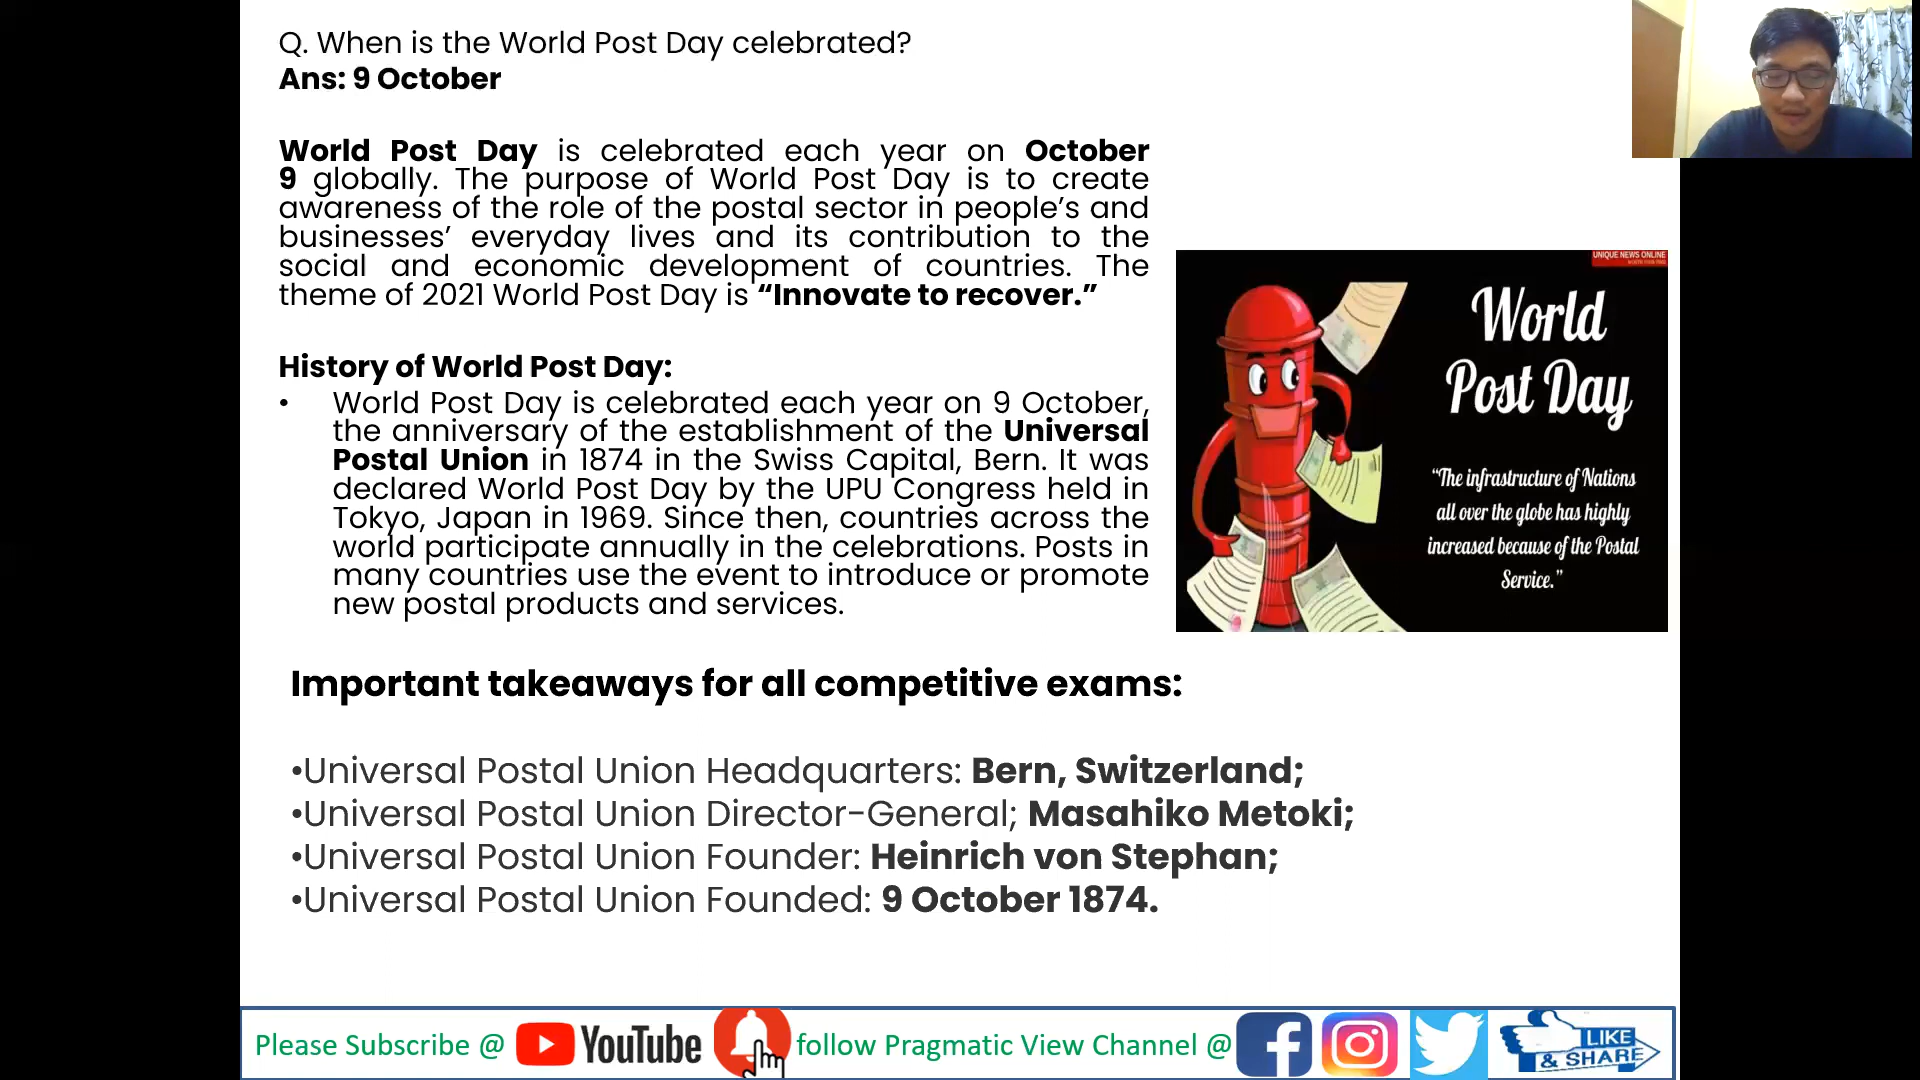 Q. When is the World Post Day celebrated?
Ans: 9 October
World Post Day is celebrated each year on October
9 globally. The purpose of World Post Day is to create
awareness of the role of the postal sector in people’s and
businesses’ everyday lives and its contribution to the
social and economic development of countries. The
theme of 2021 World Post Day is “Innovate to recover.”
History of World Post Day:
• World Post Day is celebrated each year on 9 October,
the anniversary of the establishment of the Universal
Postal Union in 1874 in the Swiss Capital, Bern. It was
declared World Post Day by the UPU Congress held in
Tokyo, Japan in 1969. Since then, countries across the
world participate annually in the celebrations. Posts in
many countries use the event to introduce or promote
new postal products and services.
UNIQUE NEWS ONLINE
World
Post Day
“The infrastructure of Nations
all over the globe has highly
increased because of the Postal
Service.”
Important takeaways for all competitive exams:
•Universal Postal Union Headquarters: Bern, Switzerland;
•Universal Postal Union Director-General; Masahiko Metoki;
•Universal Postal Union Founder: Heinrich von Stephan;
•Universal Postal Union Founded: 9 October 1874.
Please Subscribe @ YouTube follow Pragmatic View Channel @
LIKE
& SHARE